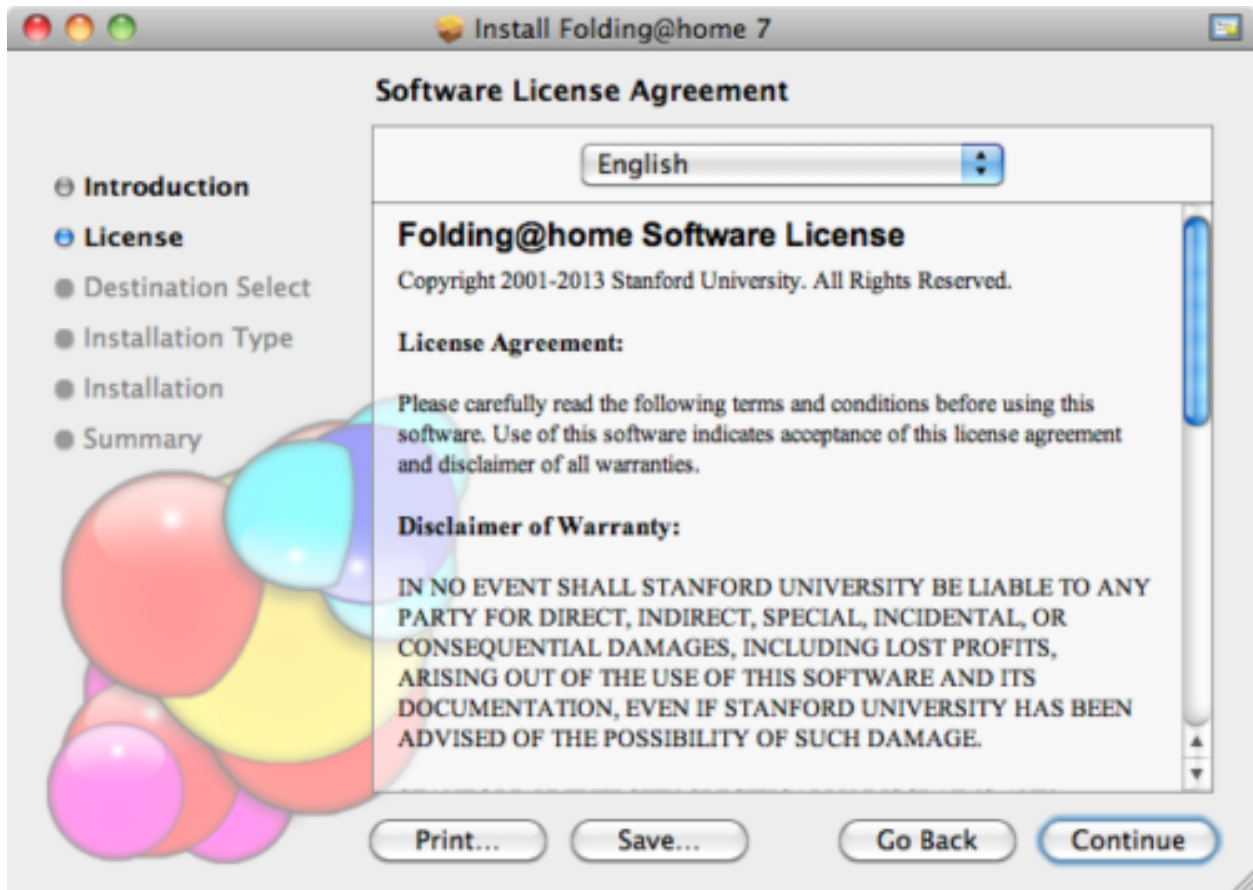 Install Folding@home 7
Software License Agreement
Introduction
License
Destination Select
Installation Type
Installation
Summary
English
Folding@home Software License
Copyright 2001-2013 Stanford University. All Rights Reserved.
License Agreement:
Please carefully read the following terms and conditions before using this
software. Use of this software indicates acceptance of this license agreement
and disclaimer of all warranties.
Disclaimer of Warranty:
IN NO EVENT SHALL STANFORD UNIVERSITY BE LIABLE TO ANY
PARTY FOR DIRECT, INDIRECT, SPECIAL, INCIDENTAL, OR
CONSEQUENTIAL DAMAGES, INCLUDING LOST PROFITS,
ARISING OUT OF THE USE OF THIS SOFTWARE AND ITS
DOCUMENTATION, EVEN IF STANFORD UNIVERSITY HAS BEEN
ADVISED OF THE POSSIBILITY OF SUCH DAMAGE.
Print...
Save...
Go Back
Continue